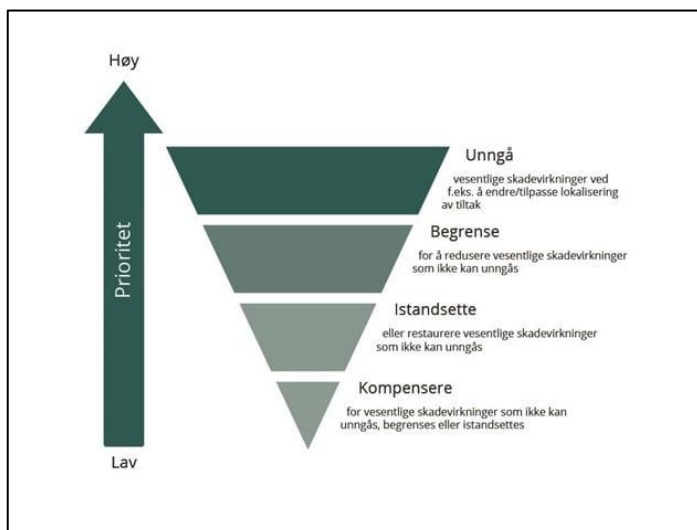 Høy
Prioritet
Lav
Unngå
vesentlige skadevirkninger ved
f.eks. å endre/tilpasse lokalisering
av tiltak
Begrense
for å redusere vesentlige skadevirkninger
som ikke kan unngås
Istandsette
eller restaurere vesentlige skadevirkninger
som ikke kan unngås
Kompensere
for vesentlige skadevirkninger som ikke kan
unngås, begrenses eller istandsettes